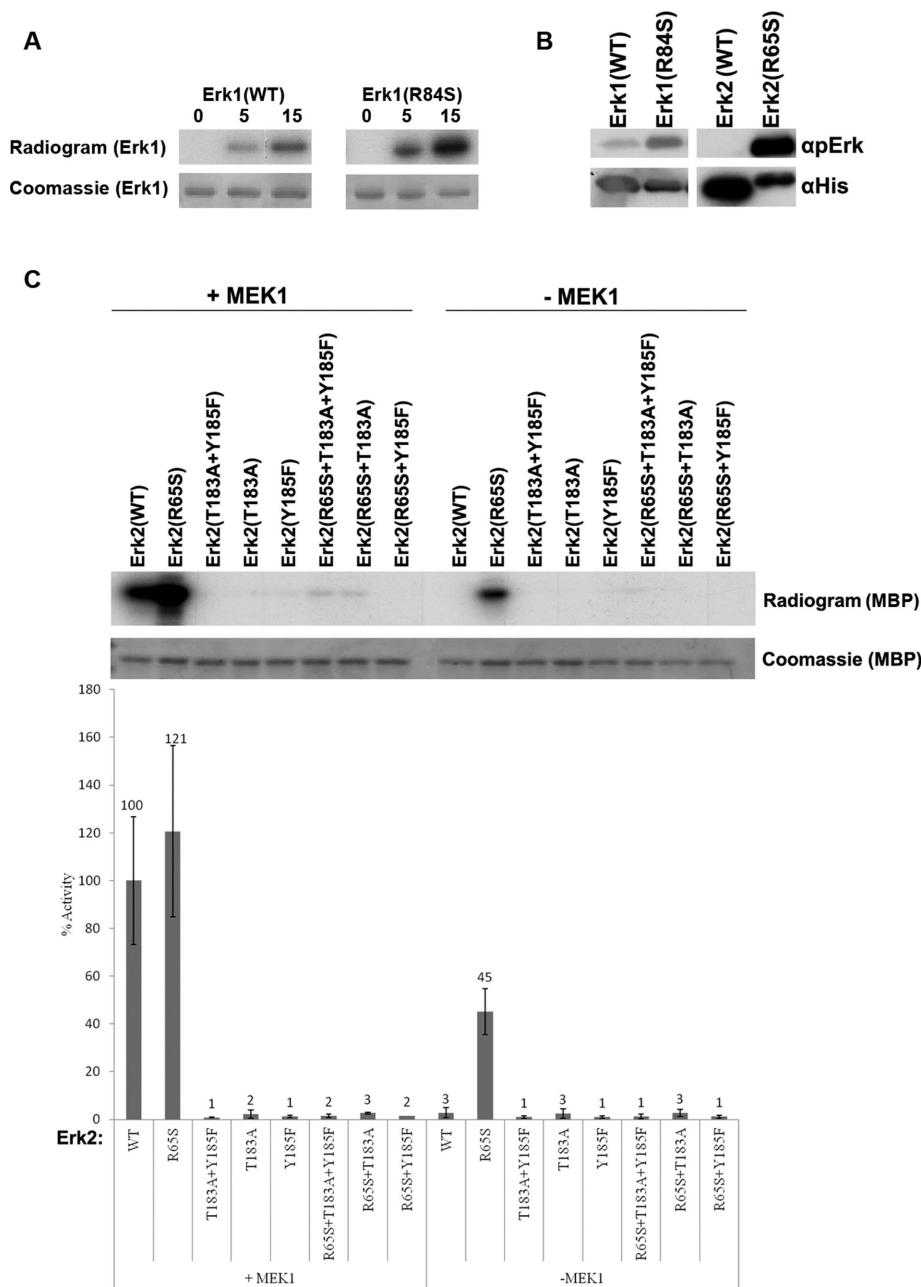 A
Erk1(WT)
0 5 15
Erk1(R84S)
0 5 15
Radiogram (Erk1)
Coomassie (Erk1)
B
Erk1(WT)
Erk1(R84S)
Erk2 (WT)
Erk2(R65S)
αpErk
αHis
C
+ MEK1
- MEK1
Erk2(WT)
Erk2(R65S)
Erk2(T183A+Y185F)
Erk2(T183A)
Erk2(Y185F)
Erk2(R65S+T183A+Y185F)
Erk2(R65S+T183A)
Erk2(R65S+Y185F)
Erk2(WT)
Erk2(R65S)
Erk2(T183A+Y185F)
Erk2(T183A)
Erk2(Y185F)
Erk2(R65S+T183A+Y185F)
Erk2(R65S+T183A)
Erk2(R65S+Y185F)
Radiogram (MBP)
Coomassie (MBP)
% Activity
180
160
140
120
100
80
60
40
20
0
100
121
1
2
1
2
3
2
3
45
1
3
1
1
3
1
Erk2:
WT
R65S
T183A+Y185F
T183A
Y185F
R65S+T183A+Y185F
R65S+T183A
R65S+Y185F
WT
R65S
T183A+Y185F
T183A
Y185F
R65S+T183A+Y185F
R65S+T183A
R65S+Y185F
+ MEK1
-MEK1